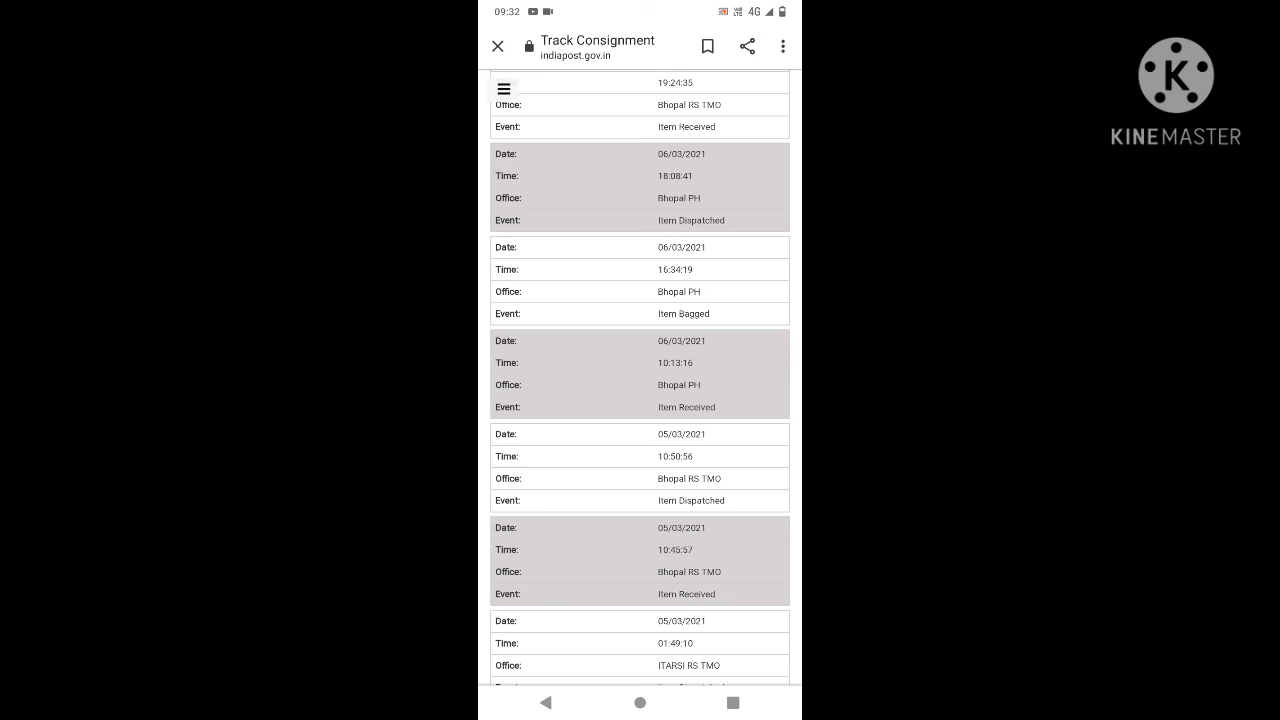 09:32
4G
Track Consignment
indiapost.gov.in
19:24:35
Office: Bhopal RS TMO
Event: Item Received
Date: 06/03/2021
Time: 18:08:41
Office: Bhopal PH
Event: Item Dispatched
Date: 06/03/2021
Time: 16:34:19
Office: Bhopal PH
Event: Item Bagged
Date: 06/03/2021
Time: 10:13:16
Office: Bhopal PH
Event: Item Received
Date: 05/03/2021
Time: 10:50:56
Office: Bhopal RS TMO
Event: Item Dispatched
Date: 05/03/2021
Time: 10:45:57
Office: Bhopal RS TMO
Event: Item Received
Date: 05/03/2021
Time: 01:49:10
Office: ITARSI RS TMO
K
KINEMASTER